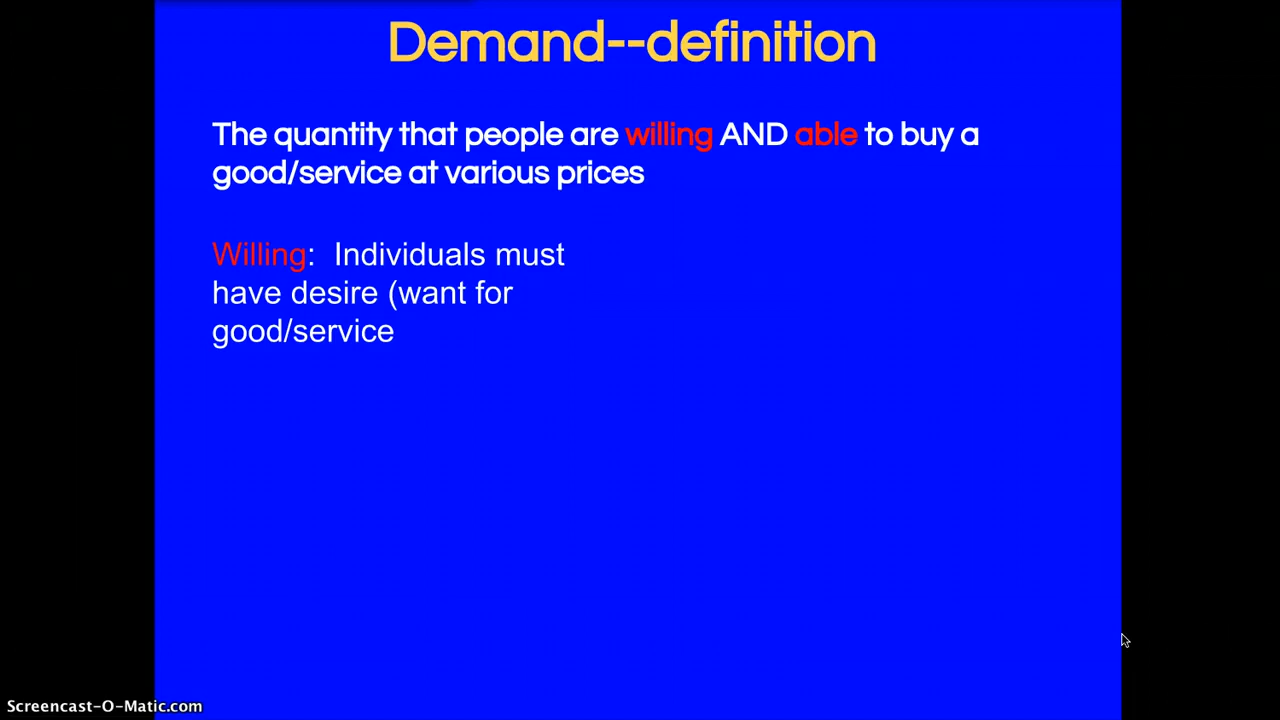 Demand--definition
The quantity that people are willing AND able to buy a
good/service at various prices
Willing: Individuals must
have desire (want for
good/service
Screencast-O-Matic.com